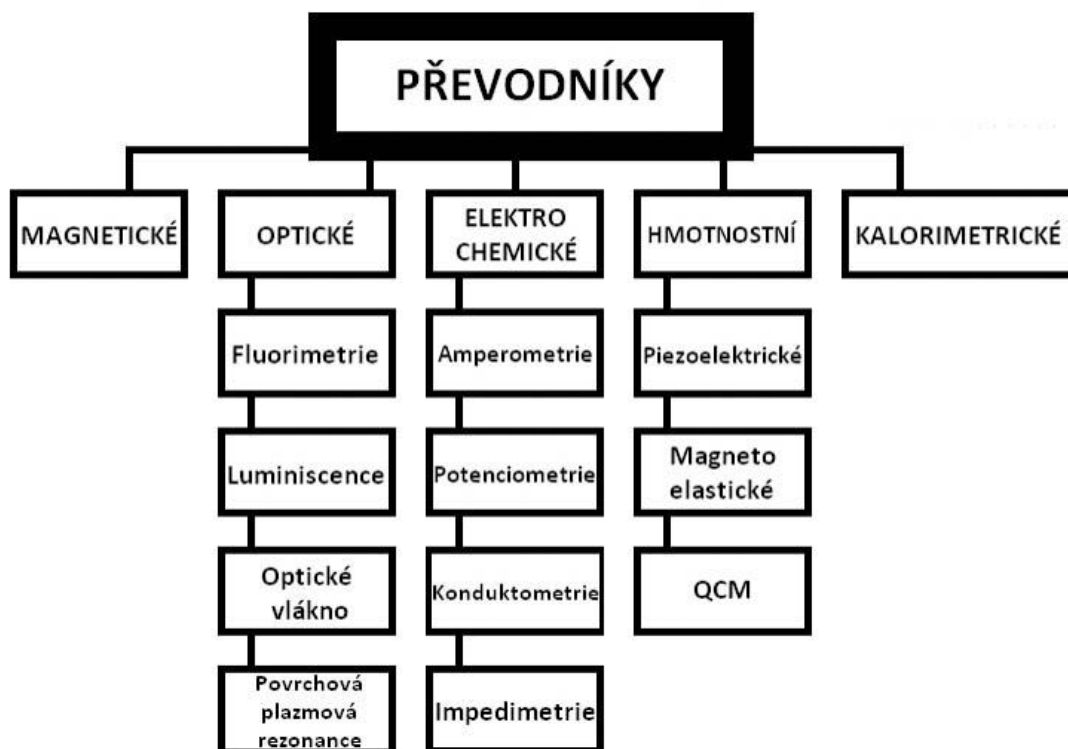 PŘEVODNÍKY
MAGNETICKÉ
OPTICKÉ
ELEKTRO
CHEMICKÉ
HMOTNOSTNÍ
KALORIMETRICKÉ
Fluorimetrie
Amperometrie
Piezoelektrické
Luminiscence
Potenciometrie
Magneto
elastické
Optické
vlákno
Konduktometrie
QCM
Povrchová
plazmová
rezonance
Impedimetrie